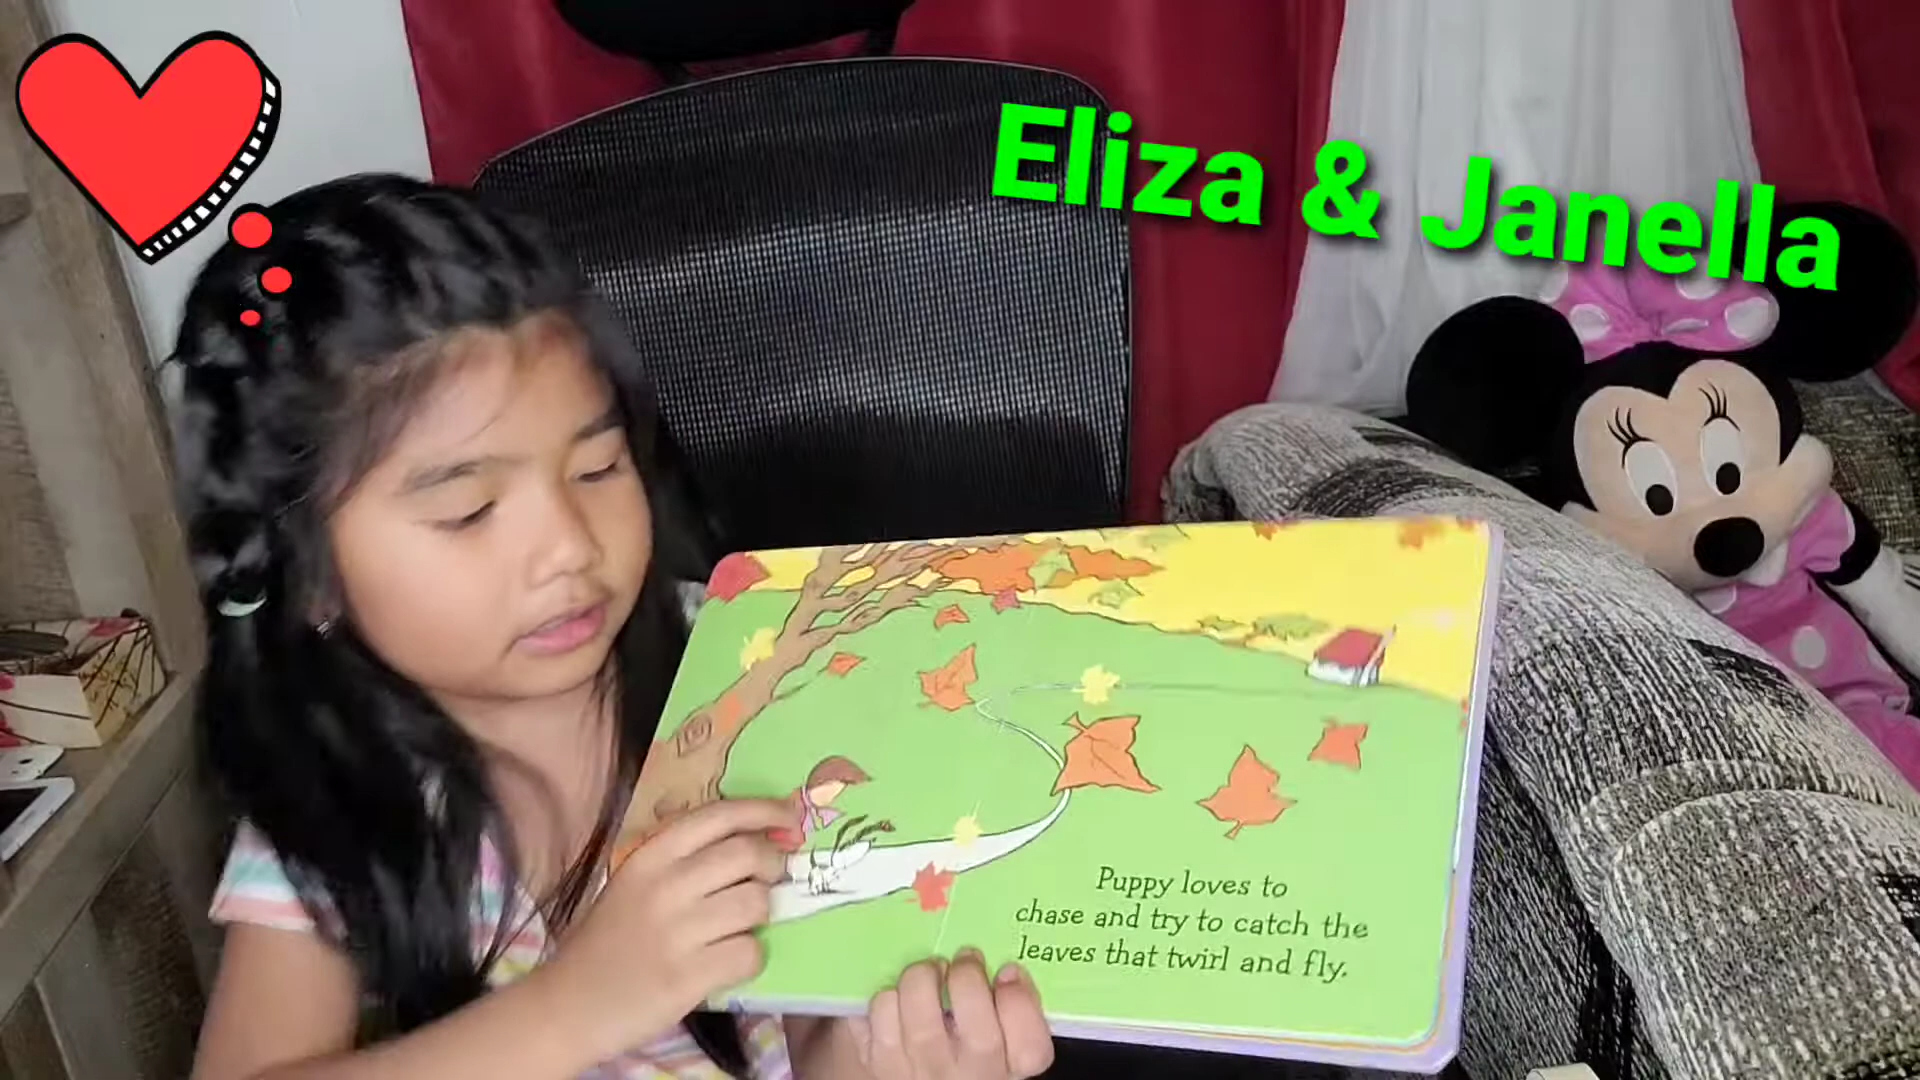 Eliza & Janella
Puppy loves to
chase and try to catch the
leaves that twirl and fly.